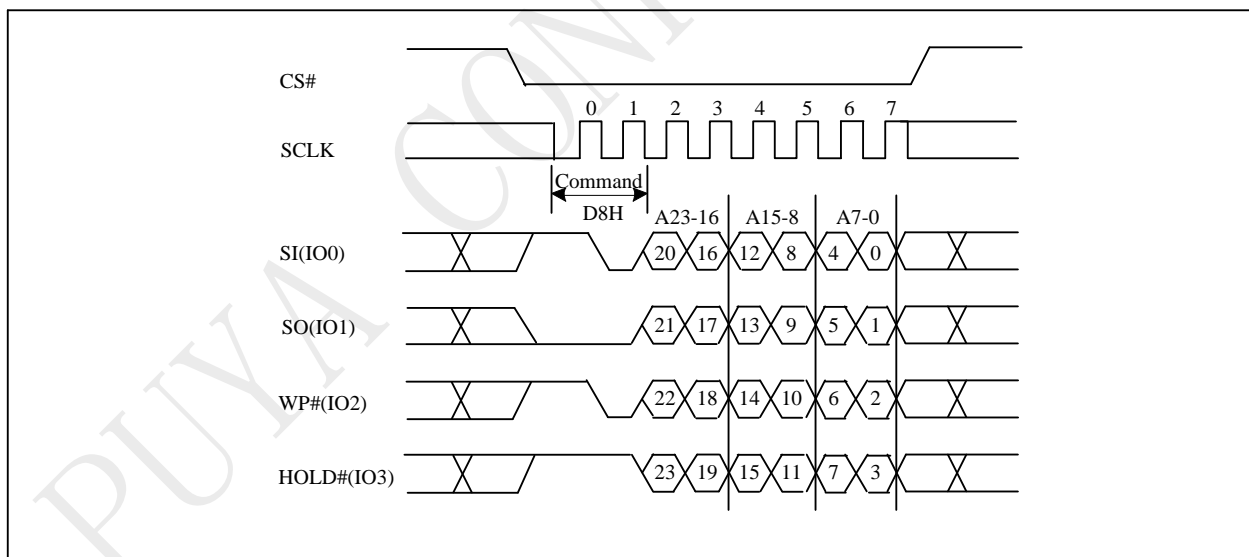 PUYA CONF
CS#
0 1 2 3 4 5 6 7
SCLK
Command
D8H
A23-16 A15-8 A7-0
SI(IO0) 20 16 12 8 4 0
SO(IO1) 21 17 13 9 5 1
WP#(IO2) 22 18 14 10 6 2
HOLD#(IO3) 23 19 15 11 7 3